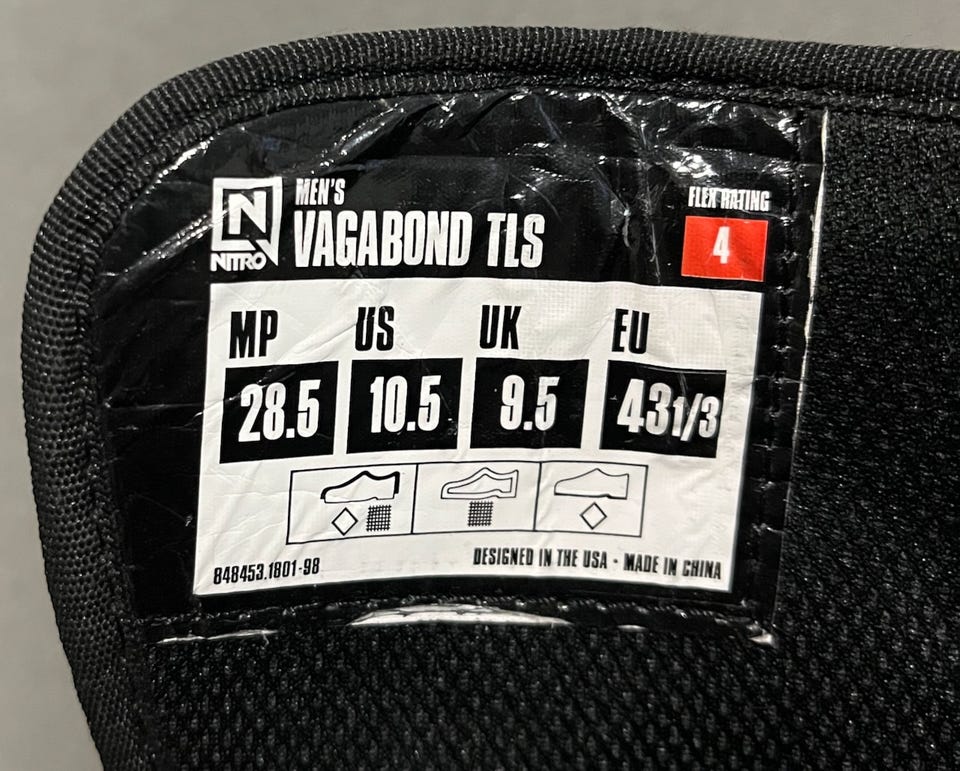 N
NITRO
MEN'S
VAGABOND TLS
FLEX RATING
4
MP US UK EU
28.5 10.5 9.5 43 1/3
848453.1801-98
DESIGNED IN THE USA · MADE IN CHINA